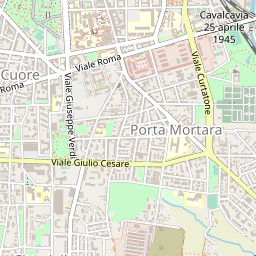 Cavalcavia
25 aprile
1945
Viale Roma
Cuore
Roma
Viale Curtatone
Viale Giuseppe Verdi
Porta Mortara
Viale Giulio Cesare